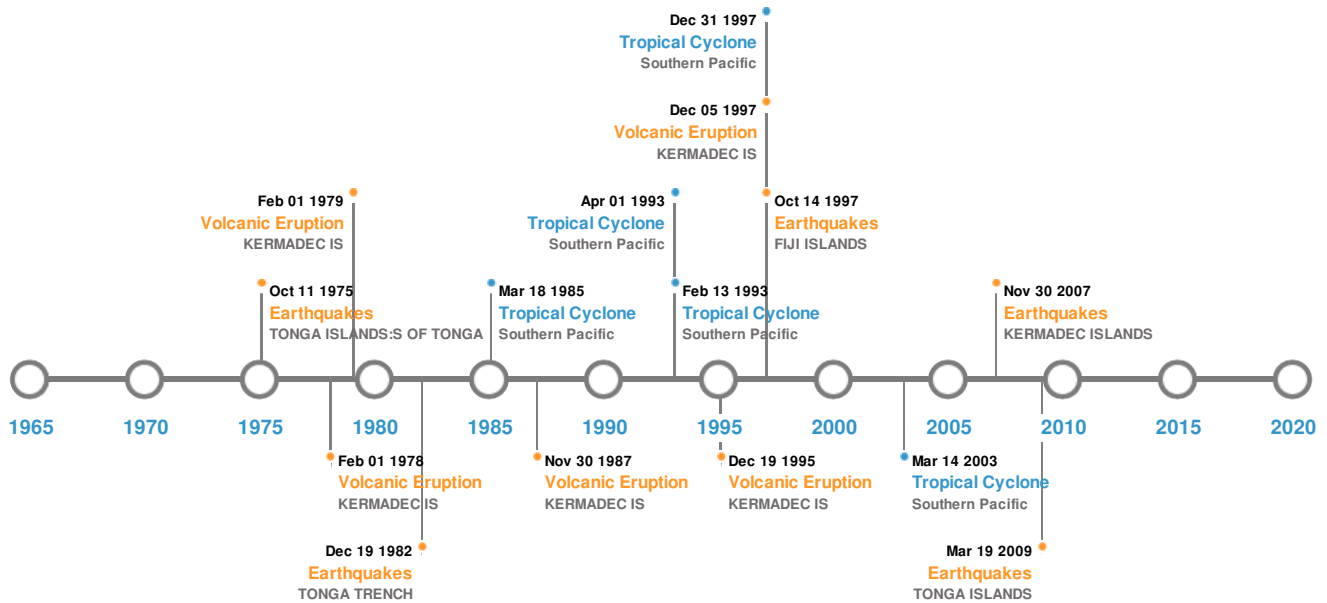 Dec 31 1997
Tropical Cyclone
Southern Pacific
Dec 05 1997
Volcanic Eruption
KERMADEC IS
Feb 01 1979
Volcanic Eruption
KERMADEC IS
Apr 01 1993
Tropical Cyclone
Southern Pacific
Oct 14 1997
Earthquakes
FIJI ISLANDS
Oct 11 1975
Earthquakes
TONGA ISLANDS:S OF TONGA
Mar 18 1985
Tropical Cyclone
Southern Pacific
Feb 13 1993
Tropical Cyclone
Southern Pacific
Nov 30 2007
Earthquakes
KERMADEC ISLANDS
1965 1970 1975 1980 1985 1990 1995 2000 2005 2010 2015 2020
Feb 01 1978
Volcanic Eruption
KERMADEC IS
Nov 30 1987
Volcanic Eruption
KERMADEC IS
Dec 19 1995
Volcanic Eruption
KERMADEC IS
Mar 14 2003
Tropical Cyclone
Southern Pacific
Dec 19 1982
Earthquakes
TONGA TRENCH
Mar 19 2009
Earthquakes
TONGA ISLANDS